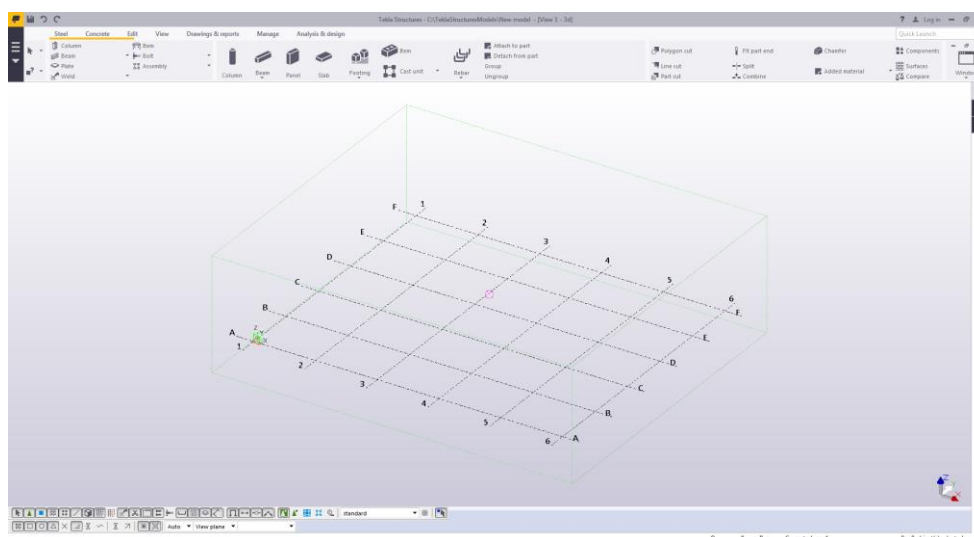 Tekla Structures - C:\TeklaStructuresModels\New model - [View 1 - 3d]
Log in
Steel Concrete Edit View Drawings & reports Manage Analysis & design
Quick Launch
Column
Beam
Plate
Weld
Item
Bolt
Assembly
Column Beam Panel Slab Footing
Item
Cast unit
Rebar
Attach to part
Detach from part
Group
Ungroup
Polygon cut
Line cut
Part cut
Fit part end
Split
Combine
Chamfer
Added material
Components
Surfaces
Compare
Window
F 1
2
E
3
D
4
C
5
6
B
F
A
Z
Y
X
1
E
2
D
3
C
4
B
5
6 A
Z
standard
Auto View plane